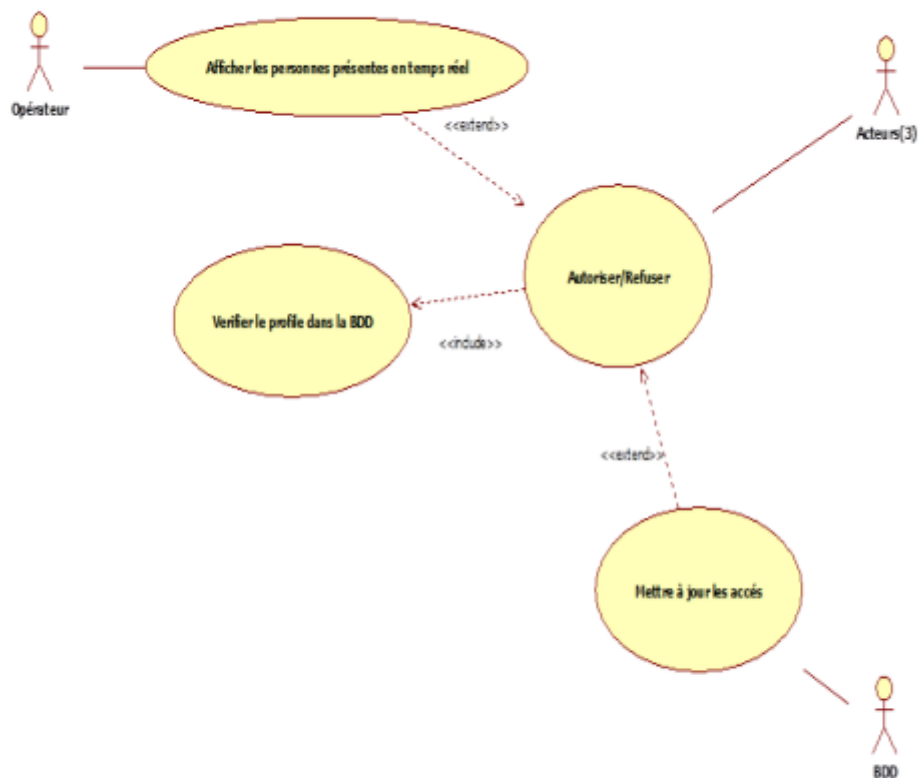 Afficher les personnes présentes en temps réel
Opérateur
<<extend>>
Acteurs(3)
Autoriser/Refuser
Verifier le profile dans la BDD
<<include>>
<<extend>>
Mettre à jour les accés
BDD